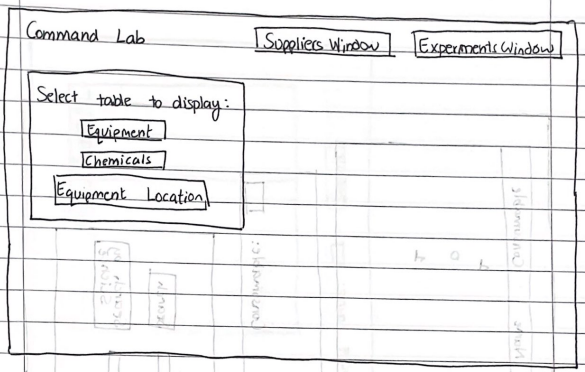 Command Lab
Suppliers Window
Experments Window
Select table to display:
Equipment
Chemicals
Equipment Location